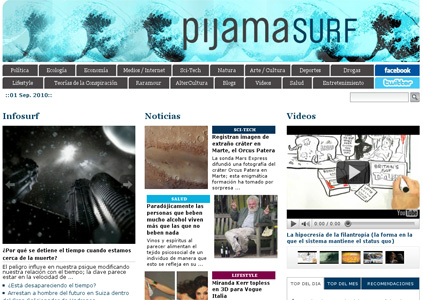 pijamasurf
Política Ecología Economía Medios / Internet Sci-Tech Natura Arte / Cultura Deportes Drogas facebook
Lifestyle Teorías de la Conspiración Raramour AlterCultura Blogs Videos Salud Entretenimiento twitter
::01 Sep. 2010::
Infosurf
¿Por qué se detiene el tiempo cuando estamos
cerca de la muerte?
El peligro influye en nuestra psique modificando
nuestra relación con el tiempo; la clave parece
estar en la velocidad de ...
¿Está desapareciendo el tiempo?
Arrestan a hombre del futuro en Suiza dentro
Noticias
SCI-TECH
Registran imagen de
extraño cráter en
Marte, el Orcus Patera
La sonda Mars Express
difundió una fotografía del
cráter Orcus Patera en
Marte; esta enigmática
formación ha tomado por
sorpresa ...
SALUD
Paradójicamente las
personas que beben
mucho alcohol viven
más que las que no
beben nada
Vinos y espíritus al
parecer alimentan el
tejido psicosocial de un
individuo de manera que
esto se refleja en su ...
LIFESTYLE
Miranda Kerr topless
en 3D para Vogue
Italia
Videos
YouTube
La hipocresía de la filantropía (la forma en la
que el sistema mantiene el status quo)
TOP DEL DIA TOP DEL MES RECOMENDACIONES